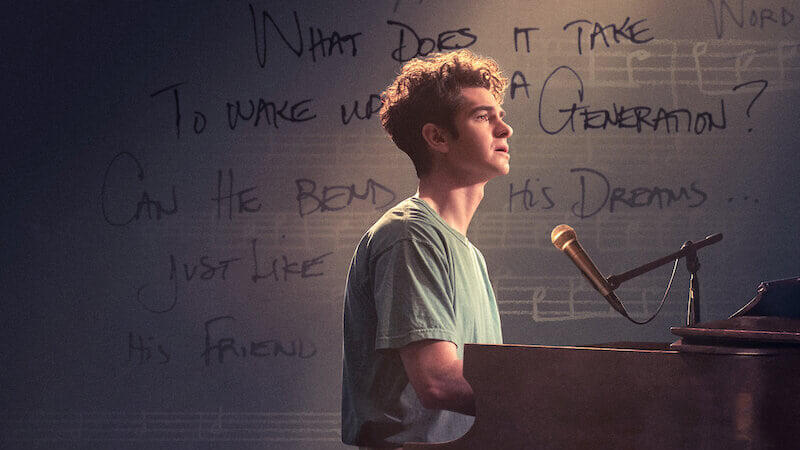 Word
What Does it Take
To wake up a Generation?
Can He Bend His Dreams...
Just Like
His Friend